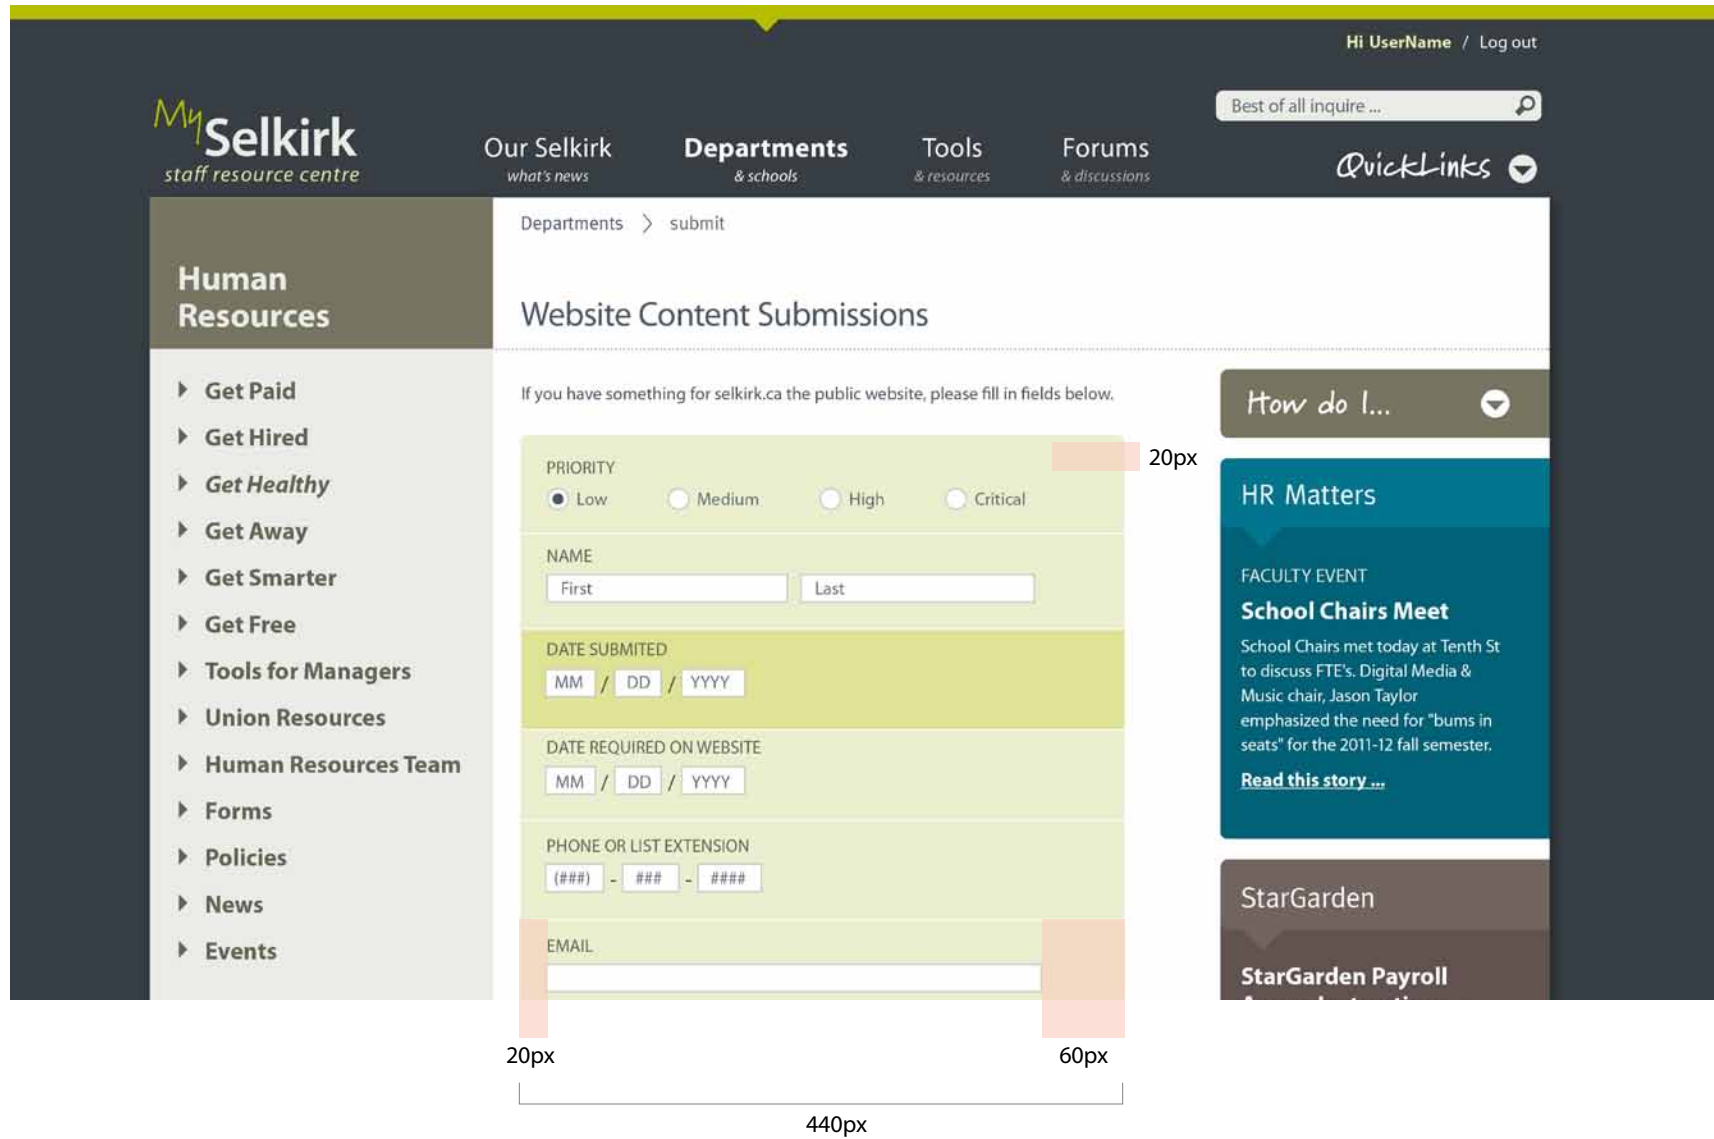 Hi UserName / Log out
Best of all inquire ...
My Selkirk
staff resource centre
Our Selkirk
what's news
Departments
& schools
Tools
& resources
Forums
& discussions
QuickLinks
Departments > submit
Human
Resources
Website Content Submissions
Get Paid
Get Hired
Get Healthy
Get Away
Get Smarter
Get Free
Tools for Managers
Union Resources
Human Resources Team
Forms
Policies
News
Events
If you have something for selkirk.ca the public website, please fill in fields below.
PRIORITY
Low Medium High Critical
20px
NAME
First Last
DATE SUBMITED
MM / DD / YYYY
DATE REQUIRED ON WEBSITE
MM / DD / YYYY
PHONE OR LIST EXTENSION
(###) - ### - ####
EMAIL
How do I...
HR Matters
FACULTY EVENT
School Chairs Meet
School Chairs met today at Tenth St
to discuss FTE's. Digital Media &
Music chair, Jason Taylor
emphasized the need for "bums in
seats" for the 2011-12 fall semester.
Read this story ...
StarGarden
StarGarden Payroll
20px
60px
440px